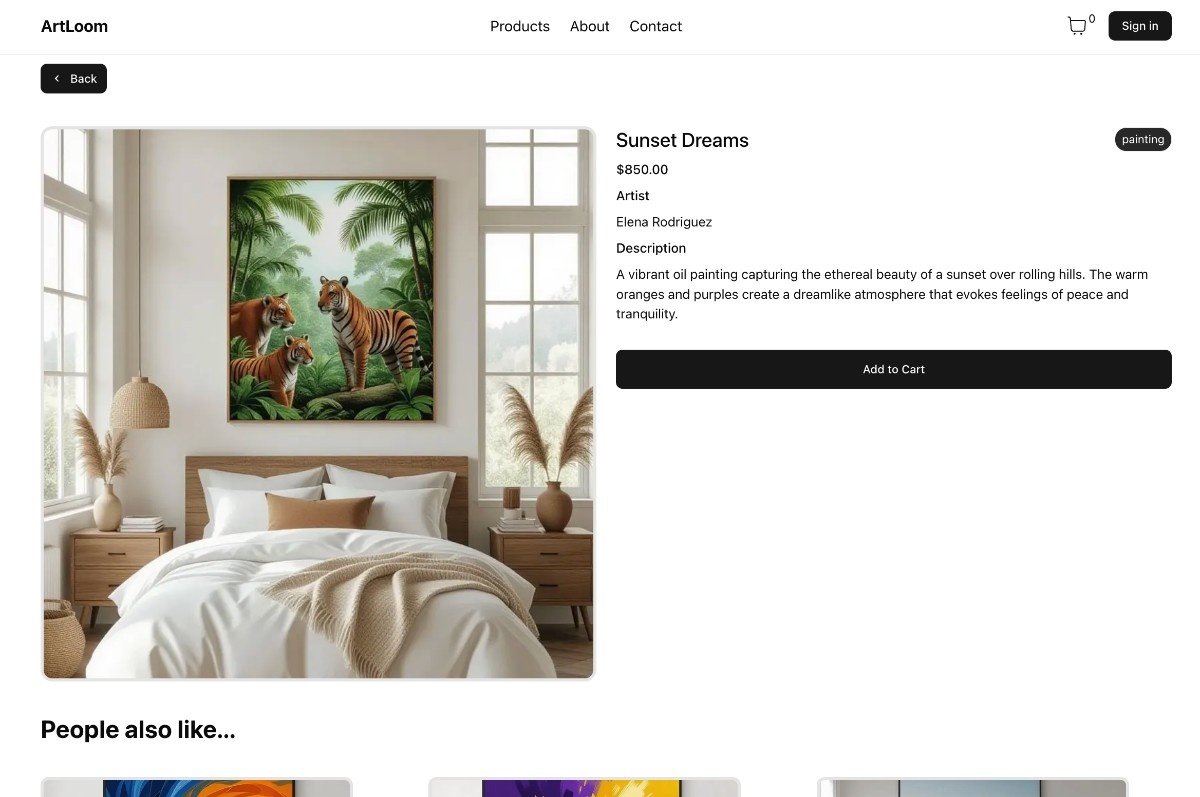 ArtLoom
Products
About
Contact
0
Sign in
Back
Sunset Dreams
painting
$850.00
Artist
Elena Rodriguez
Description
A vibrant oil painting capturing the ethereal beauty of a sunset over rolling hills. The warm
oranges and purples create a dreamlike atmosphere that evokes feelings of peace and
tranquility.
Add to Cart
People also like...